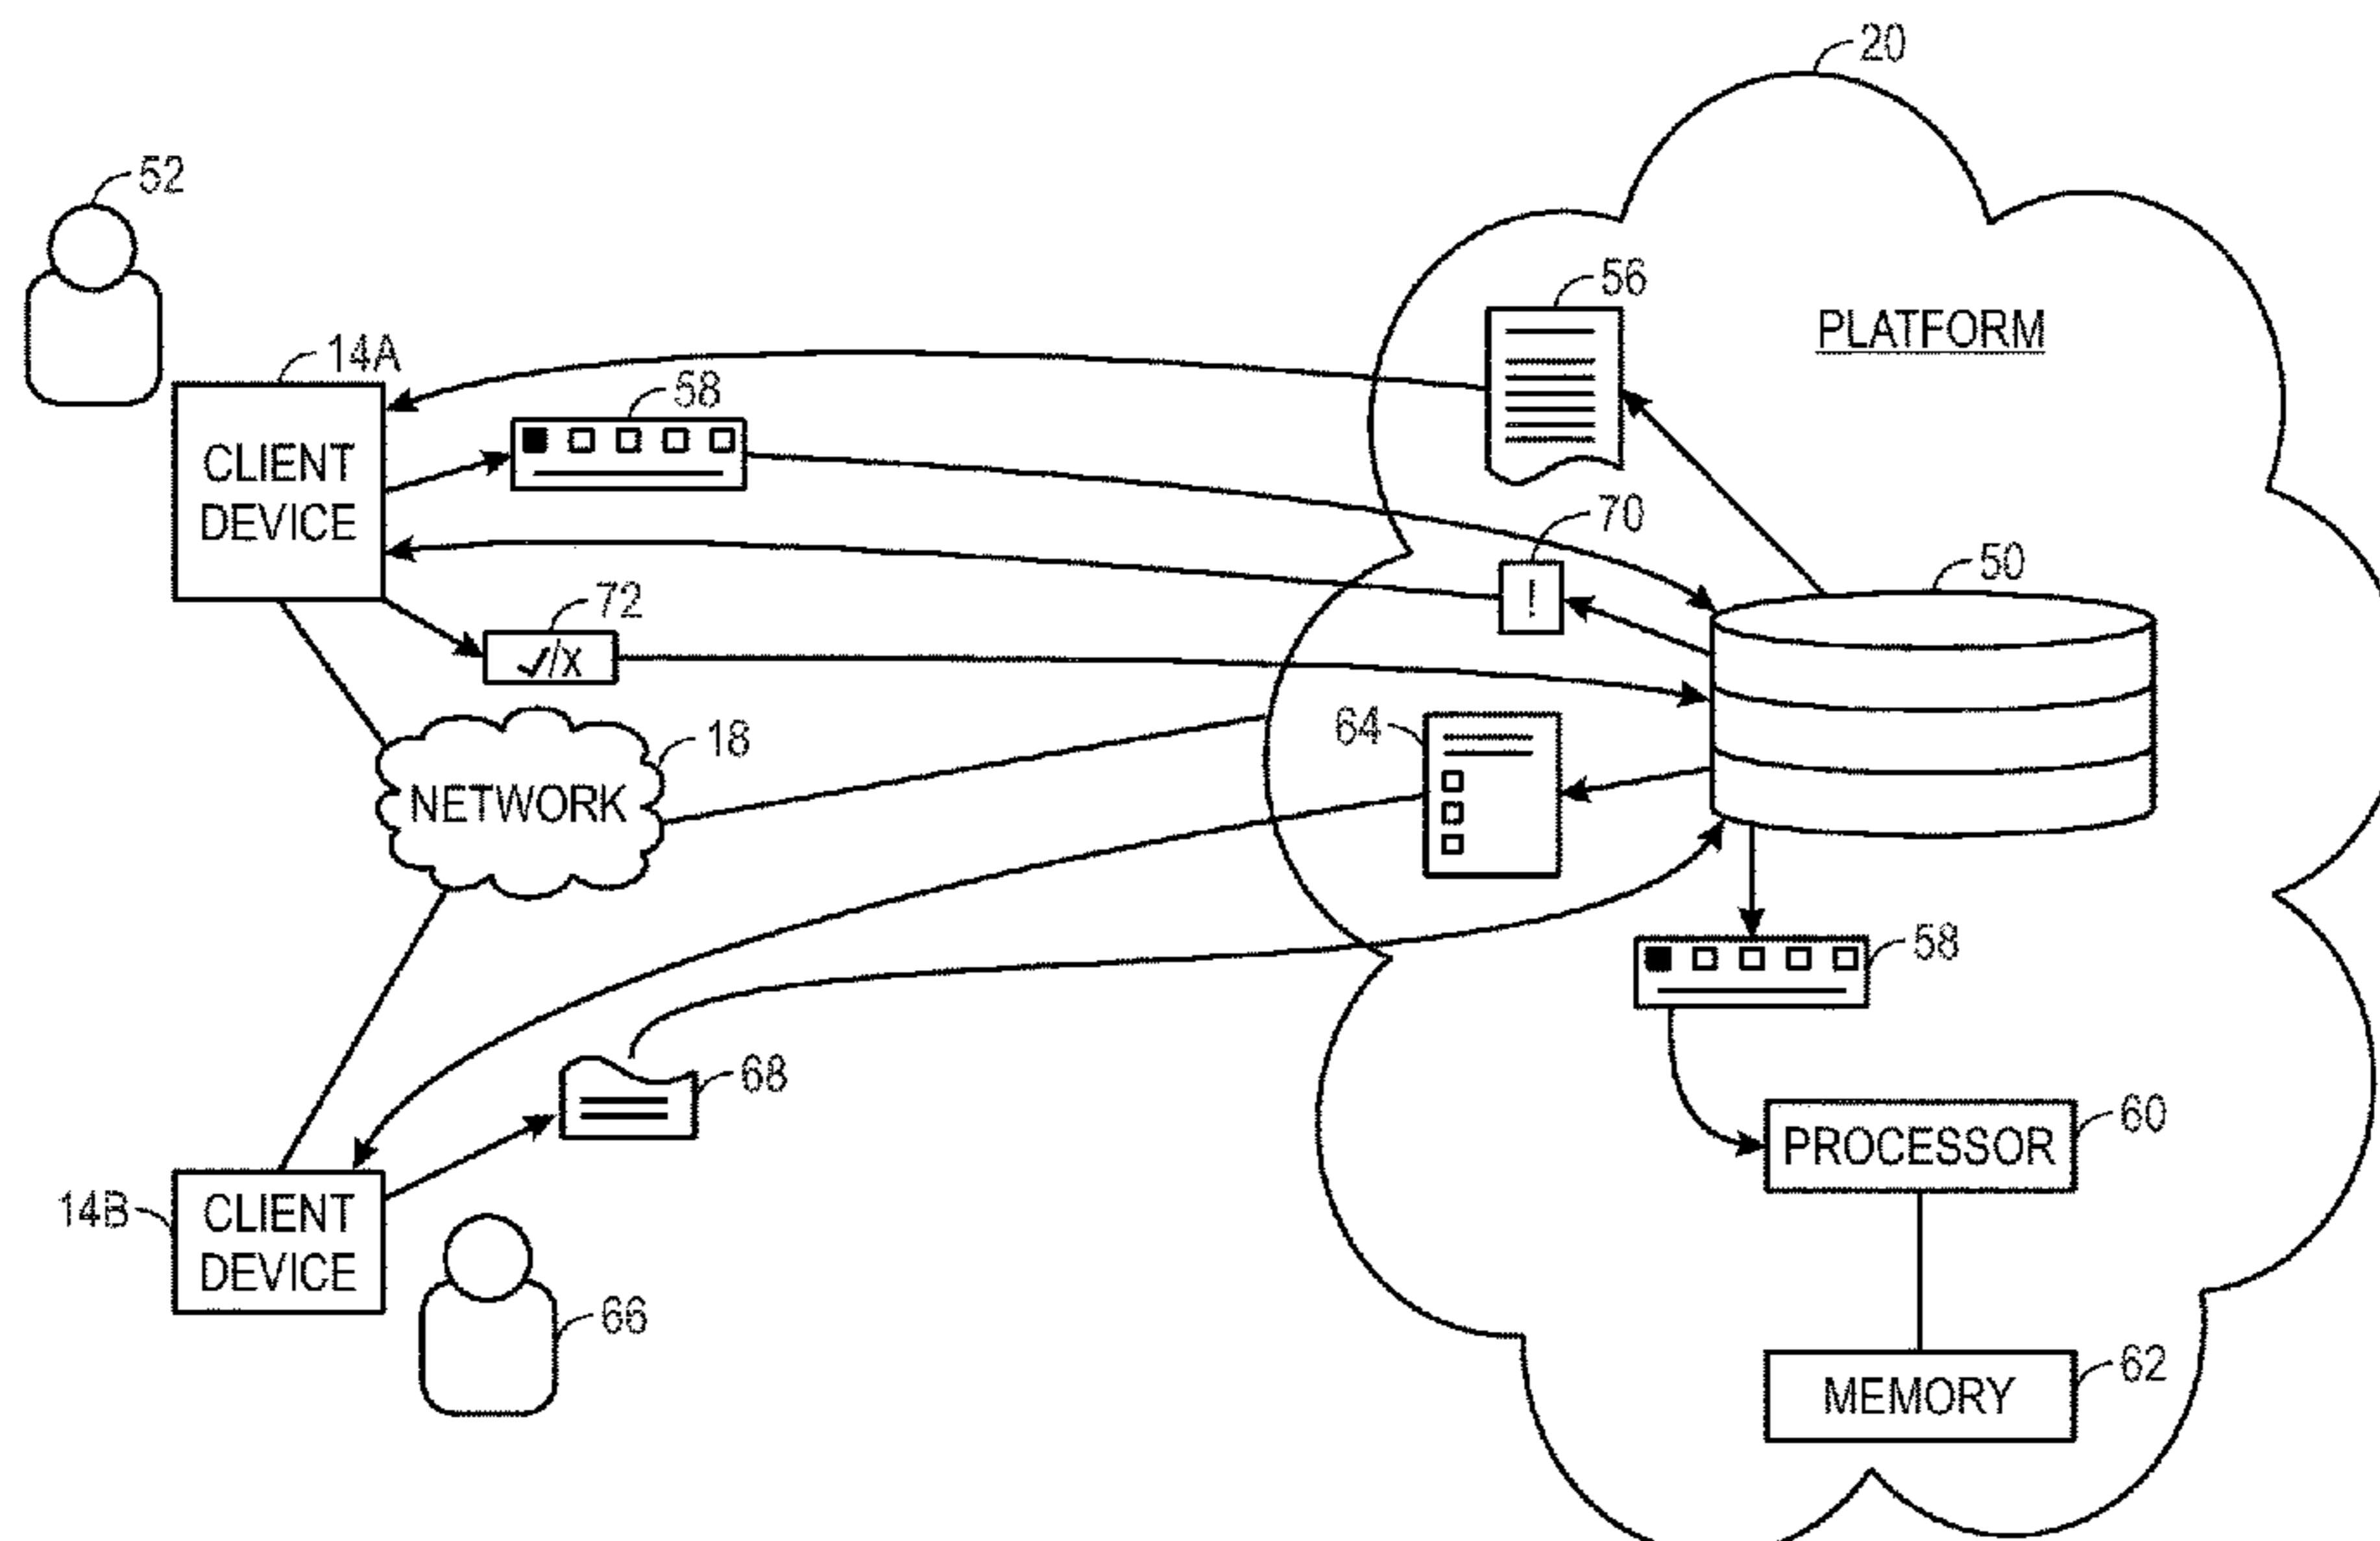 20
52
56
PLATFORM
14A
58
CLIENT
DEVICE
70
!
50
72
✓/x
64
18
NETWORK
58
68
60
PROCESSOR
14B
CLIENT
DEVICE
66
62
MEMORY